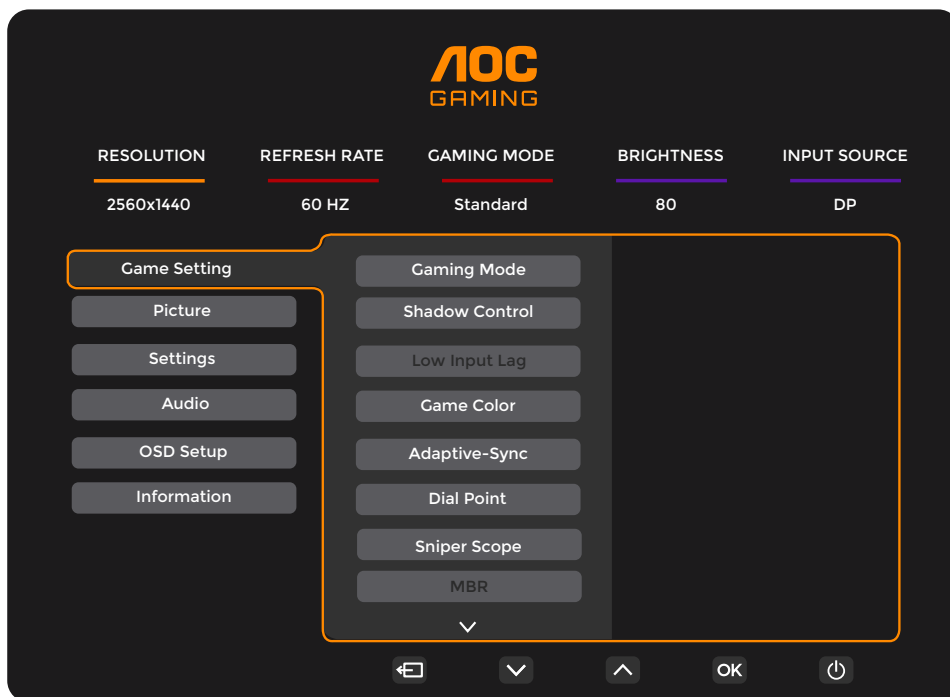 AOC
GAMING
RESOLUTION REFRESH RATE GAMING MODE BRIGHTNESS INPUT SOURCE
2560x1440 60 HZ Standard 80 DP
Game Setting
Picture
Settings
Audio
OSD Setup
Information
Gaming Mode
Shadow Control
Low Input Lag
Game Color
Adaptive-Sync
Dial Point
Sniper Scope
MBR
OK